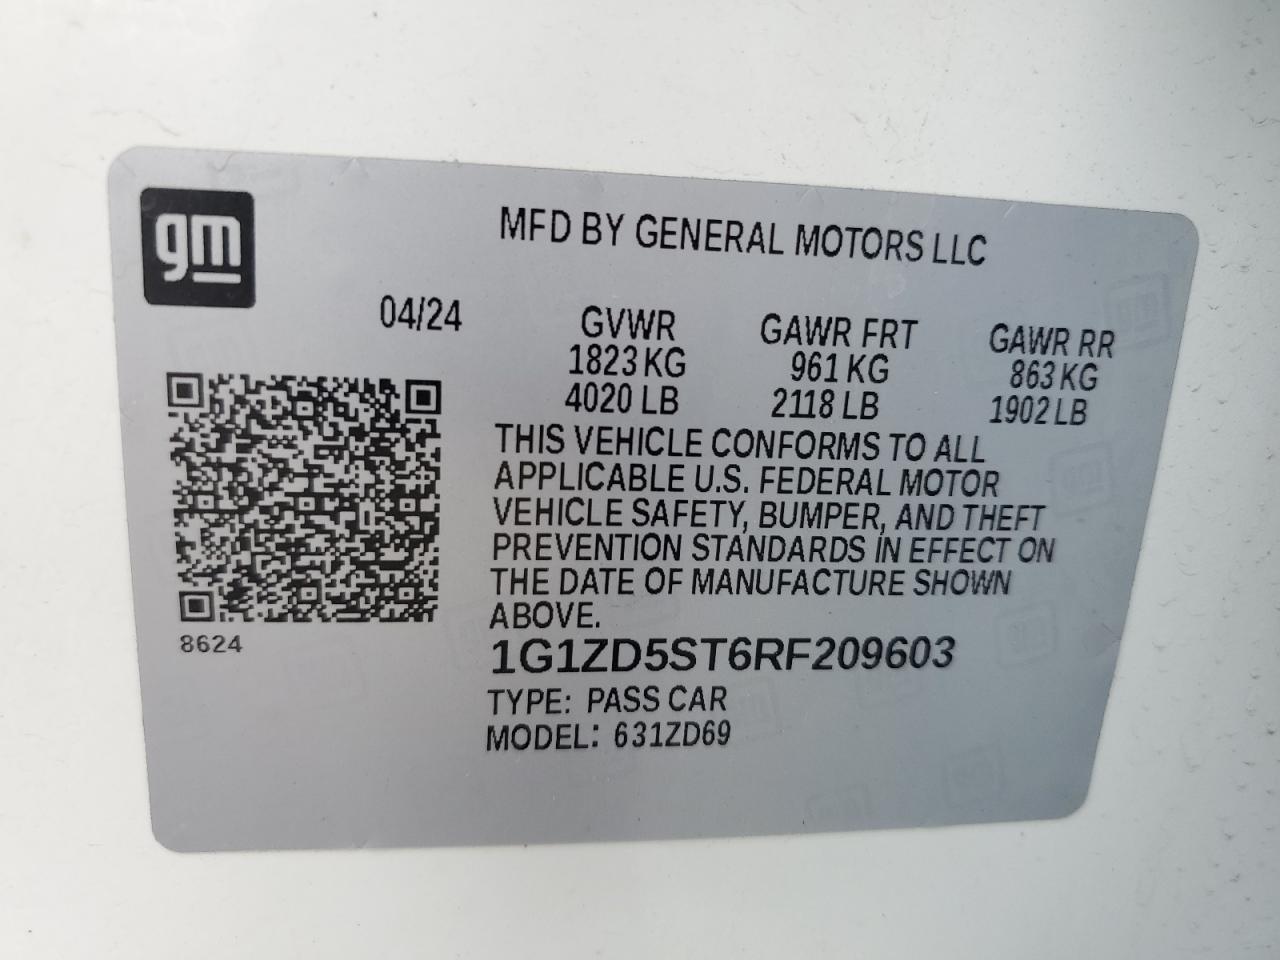 gm
MFD BY GENERAL MOTORS LLC
04/24
GVWR
1823 KG
4020 LB
GAWR FRT
961 KG
2118 LB
GAWR RR
863 KG
1902 LB
THIS VEHICLE CONFORMS TO ALL
APPLICABLE U.S. FEDERAL MOTOR
VEHICLE SAFETY, BUMPER, AND THEFT
PREVENTION STANDARDS IN EFFECT ON
THE DATE OF MANUFACTURE SHOWN
ABOVE.
8624
1G1ZD5ST6RF209603
TYPE: PASS CAR
MODEL: 631ZD69